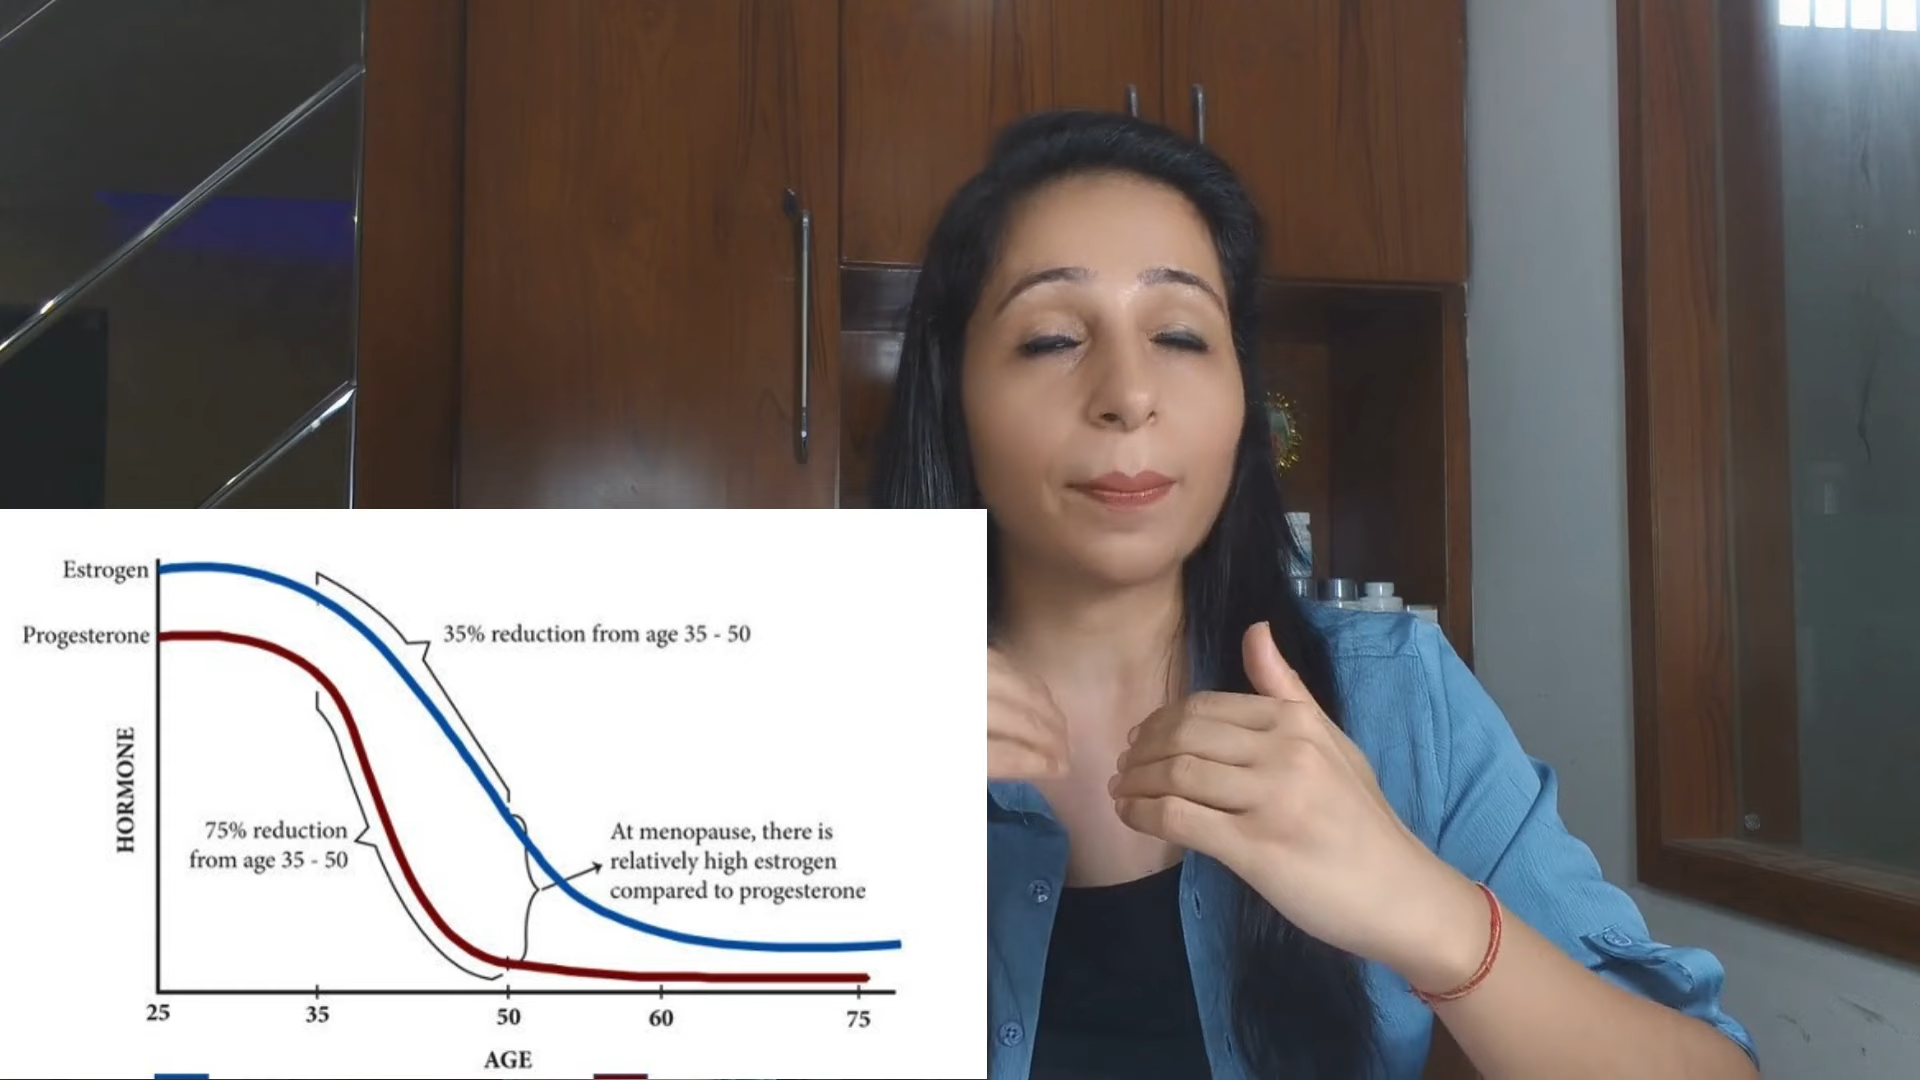 Estrogen
Progesterone
35% reduction from age 35 - 50
HORMONE
75% reduction
from age 35 - 50
At menopause, there is
relatively high estrogen
compared to progesterone
25
35
50
60
75
AGE